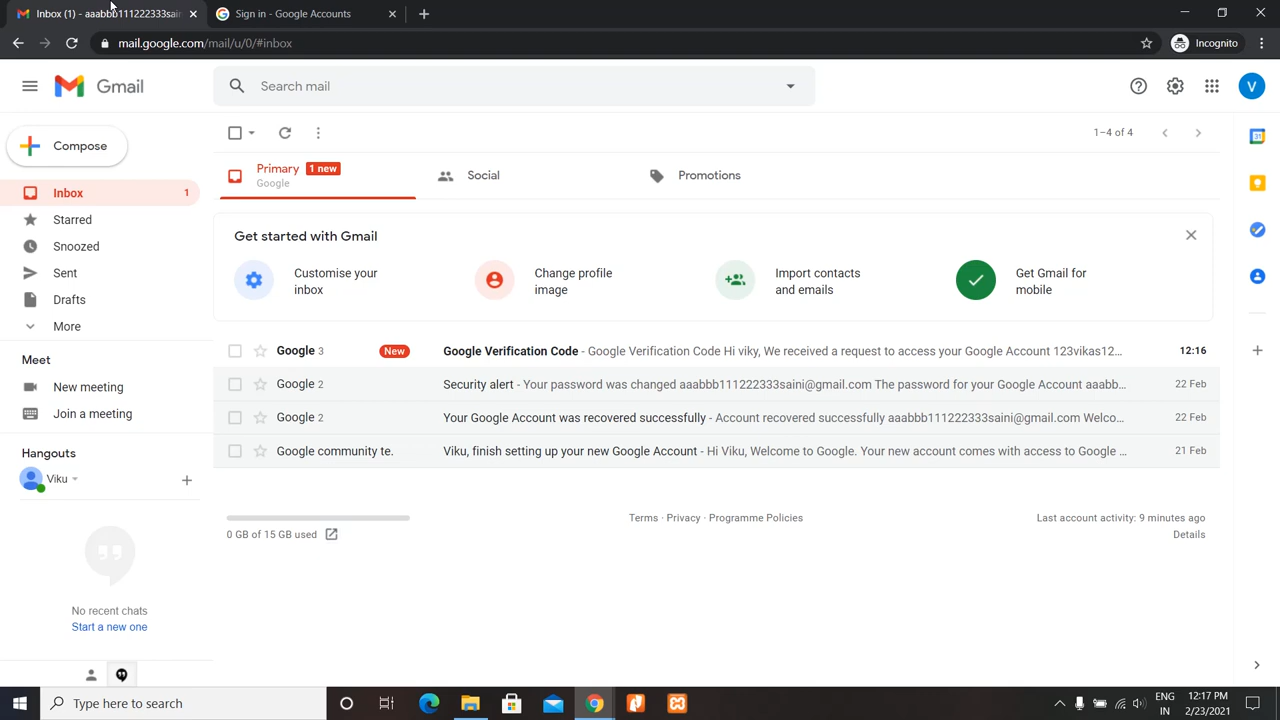 Inbox (1) - aaabbb111222333sain
Sign in - Google Accounts
mail.google.com/mail/u/0/#inbox
Incognito
Gmail
Search mail
V
Compose
1–4 of 4
Primary 1 new
Google
Social
Promotions
Inbox 1
Starred
Snoozed
Sent
Drafts
More
Get started with Gmail
Customise your
inbox
Change profile
image
Import contacts
and emails
Get Gmail for
mobile
Google 3 New Google Verification Code - Google Verification Code Hi viky, We received a request to access your Google Account 123vikas12... 12:16
Google 2 Security alert - Your password was changed aaabbb111222333saini@gmail.com The password for your Google Account aaabb... 22 Feb
Google 2 Your Google Account was recovered successfully - Account recovered successfully aaabbb111222333saini@gmail.com Welco... 22 Feb
Google community te. Viku, finish setting up your new Google Account - Hi Viku, Welcome to Google. Your new account comes with access to Google ... 21 Feb
Meet
New meeting
Join a meeting
Hangouts
Viku
No recent chats
Start a new one
0 GB of 15 GB used
Terms · Privacy · Programme Policies
Last account activity: 9 minutes ago
Details
31
Type here to search
ENG
IN
12:17 PM
2/23/2021